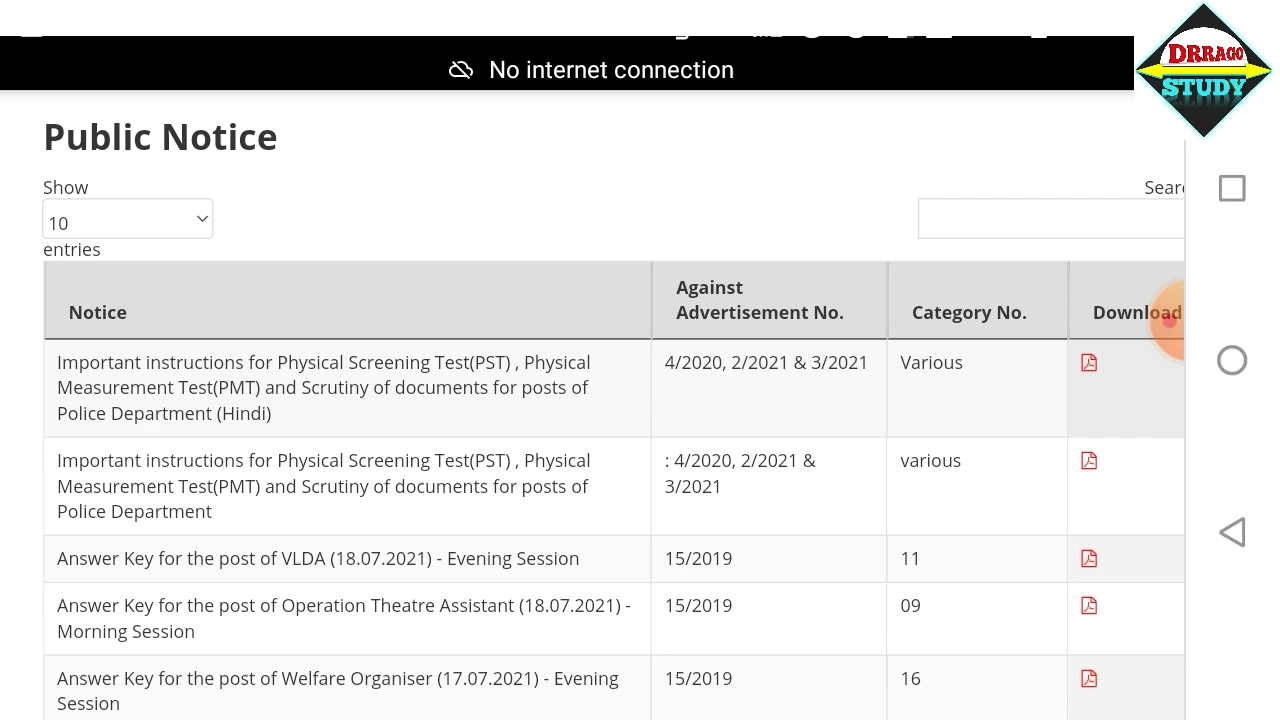 No internet connection
DRRAGO
STUDY
Public Notice
Show
Sear
10
entries
Notice
Against
Advertisement No.
Category No.
Download
Important instructions for Physical Screening Test(PST) , Physical
Measurement Test(PMT) and Scrutiny of documents for posts of
Police Department (Hindi)
4/2020, 2/2021 & 3/2021
Various
Important instructions for Physical Screening Test(PST) , Physical
Measurement Test(PMT) and Scrutiny of documents for posts of
Police Department
: 4/2020, 2/2021 &
3/2021
various
Answer Key for the post of VLDA (18.07.2021) - Evening Session
15/2019
11
Answer Key for the post of Operation Theatre Assistant (18.07.2021) -
Morning Session
15/2019
09
Answer Key for the post of Welfare Organiser (17.07.2021) - Evening
Session
15/2019
16